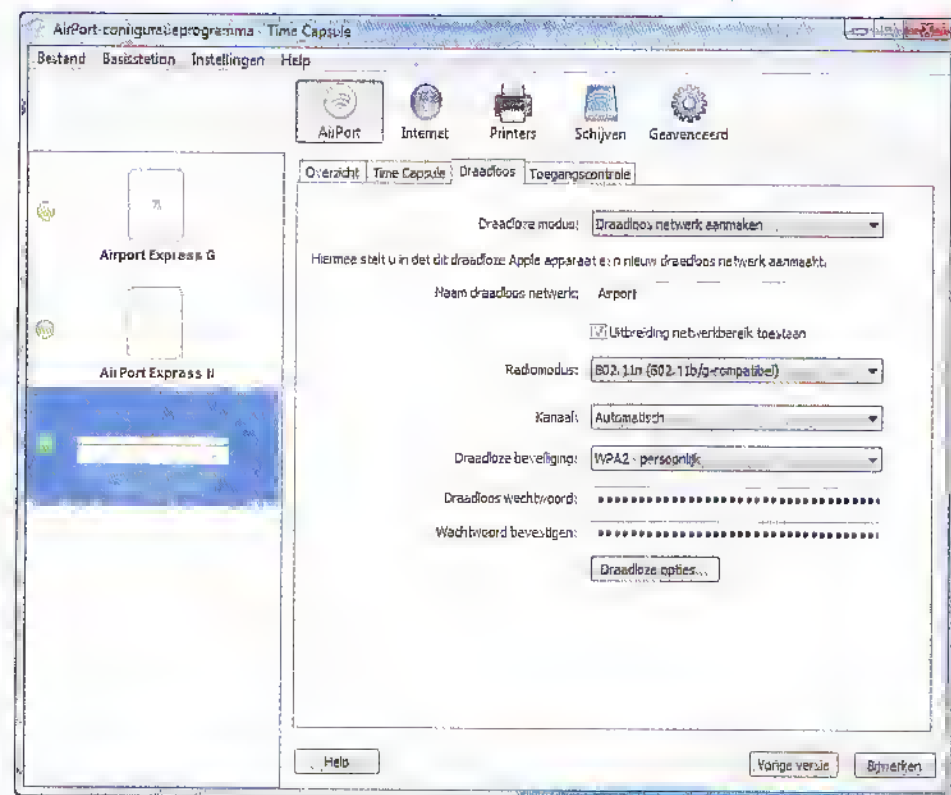 AirPort-configuratieprogramma - Time Capsule
Bestand Basisstation Instellingen Help
AirPort Internet Printers Schijven Geavanceerd
Overzicht Time Capsule Draadloos Toegangscontrole
Draadloze modus: Draadloos netwerk aanmaken
Hiermee stelt u in dat dit draadloze Apple apparaat een nieuw draadloos netwerk aanmaakt.
Naam draadloos netwerk: Airport
Uitbreiding netwerkbereik toestaan
Radiomodus: 802.11n (802.11b/g-compatibel)
Kanaal: Automatisch
Draadloze beveiliging: WPA2 - persoonlijk
Draadloos wachtwoord:
Wachtwoord bevestigen:
Draadloze opties...
Airport Express G
AirPort Express N
Help Vorige versie Bijwerken